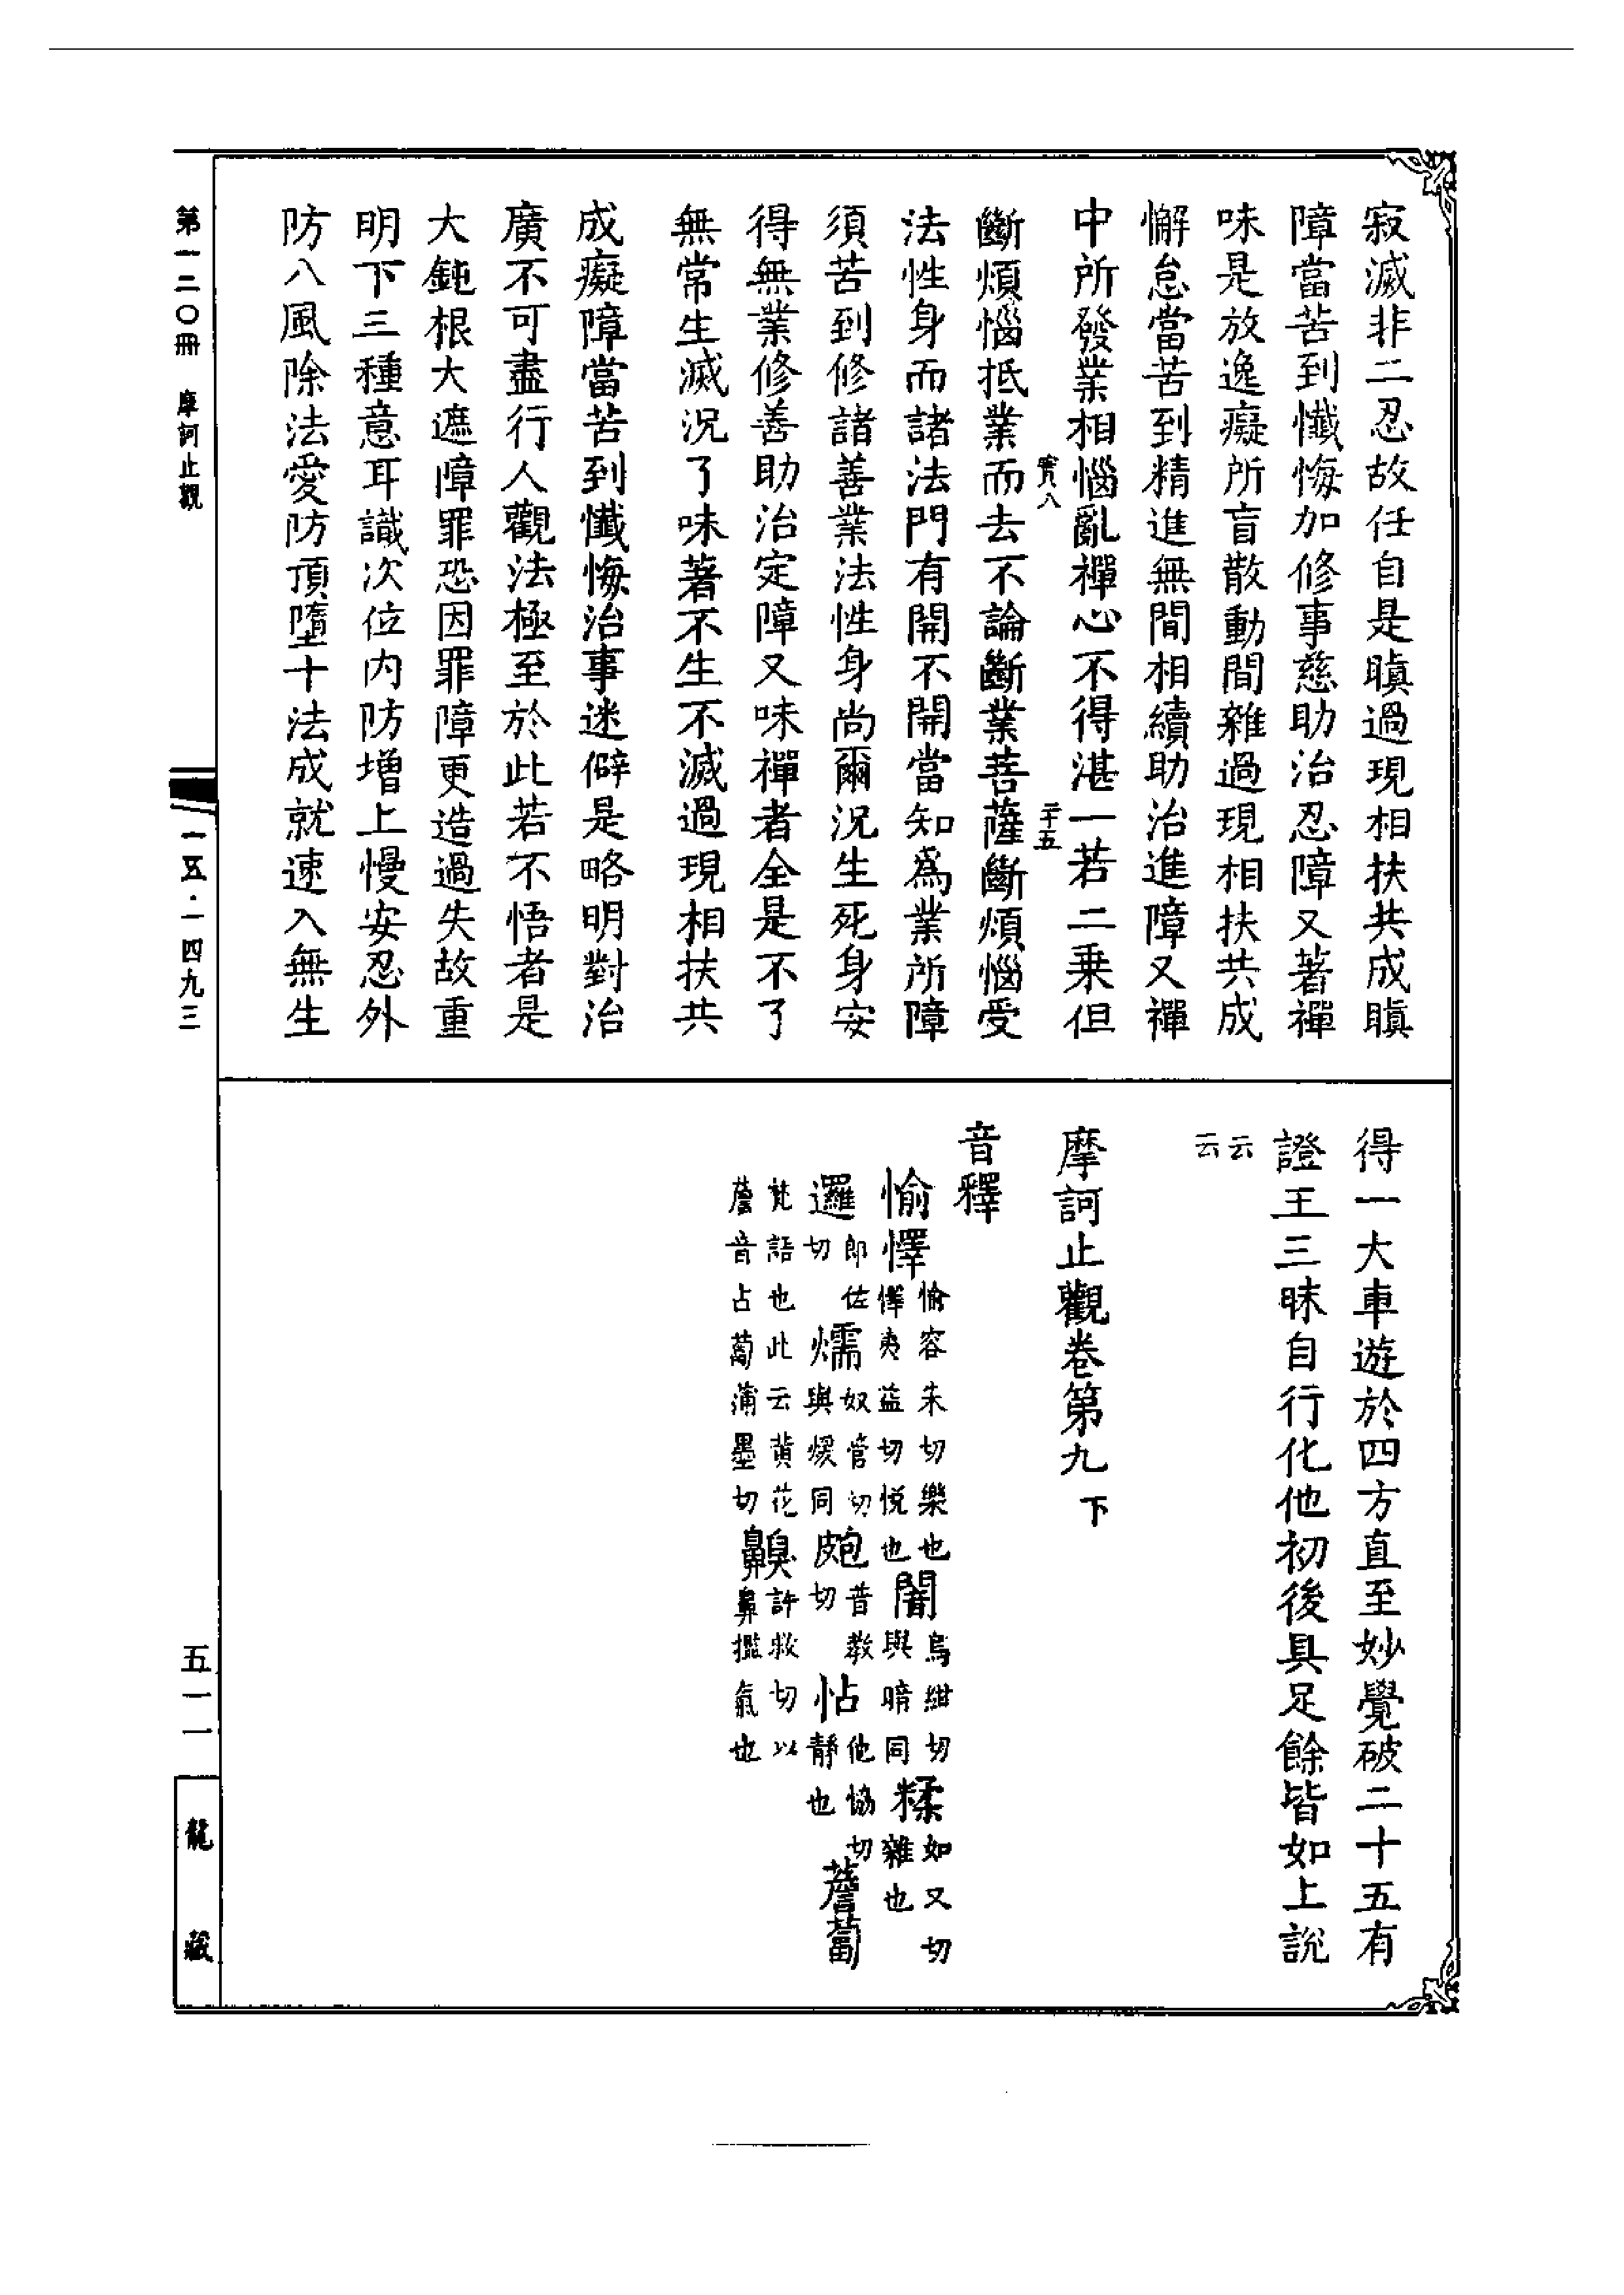 寂滅非二忍故任自是瞋過現相扶共成瞋
障當苦到懺悔加修事慈助治忍障又著禪
味是放逸癡所盲散動間雜過現相扶共成
懈怠當苦到精進無間相續助治進障又禪
中所發業相惱亂禪心不得湛一若二乗但
二十五
斷煩惱抵業而去不論斷業菩薩斷煩惱受
法性身而諸法門有開不開當知為業所障
須苦到修諸善業法性身尚爾況生死身安
得無業修善助治定障又味禪者全是不了
無常生滅況了味著不生不滅過現相扶共
成癡障當苦到懺悔治事迷僻是略明對治
廣不可盡行人觀法極至於此若不悟者是
大鈍根大遮障罪恐因罪障更造過失故重
明下三種意耳識次位内防增上慢安忍外
防八風除法愛防頂墮十法成就速入無生
得一大車遊於四方直至妙覺破二十五有
證王三昧自行化他初後具足餘皆如上說
云云
摩訶止觀卷第九下
音釋
愉懌愉容朱切樂也懌夷益切悅也闇烏紺切與暗同糅如又切雜也
邏郎佐切㬉奴管切與煖同皰昔教切怗他協切靜也薝蔔
梵語也此云黃花薝音占蔔蒲墨切齅許救切以鼻㩜氣也
第一二〇冊 摩訶止觀
一五·一四九三
五一一
龍藏